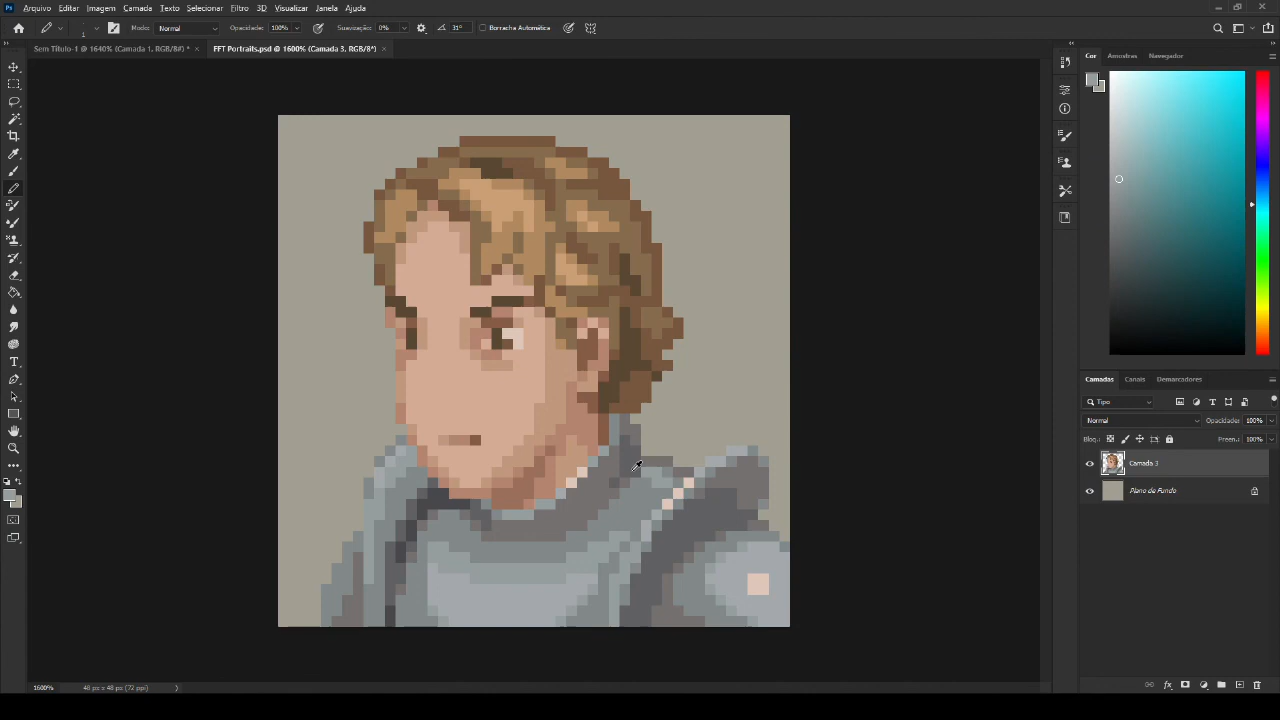 Ps Arquivo Editar Imagem Camada Texto Selecionar Filtro 3D Visualizar Janela Ajuda
1 Modo: Normal Opacidade: 100% Suavização: 0% 31° Borracha Automática
Sem Título-1 @ 1640% (Camada 1, RGB/8#) * × FFT Portraits.psd @ 1600% (Camada 3, RGB/8*) ×
Cor Amostras Navegador
Camadas Canais Demarcadores
Tipo
Normal Opacidade: 100%
Bloq.: Preen.: 100%
Camada 3
Plano de Fundo
fx
1600% 48 px x 48 px (72 ppi)